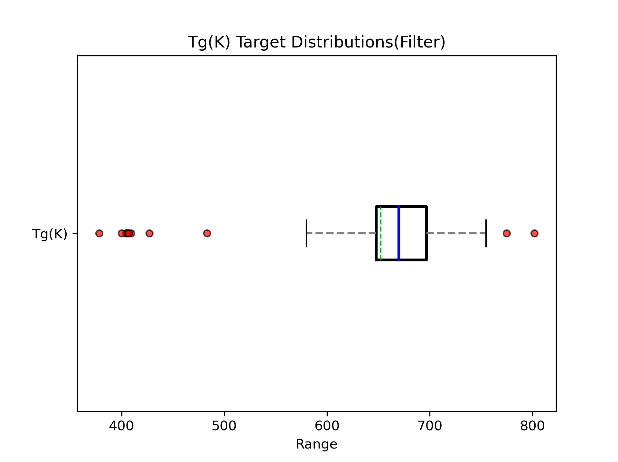 Tg(K) Target Distributions(Filter)
Tg(K)
400 500 600 700 800
Range